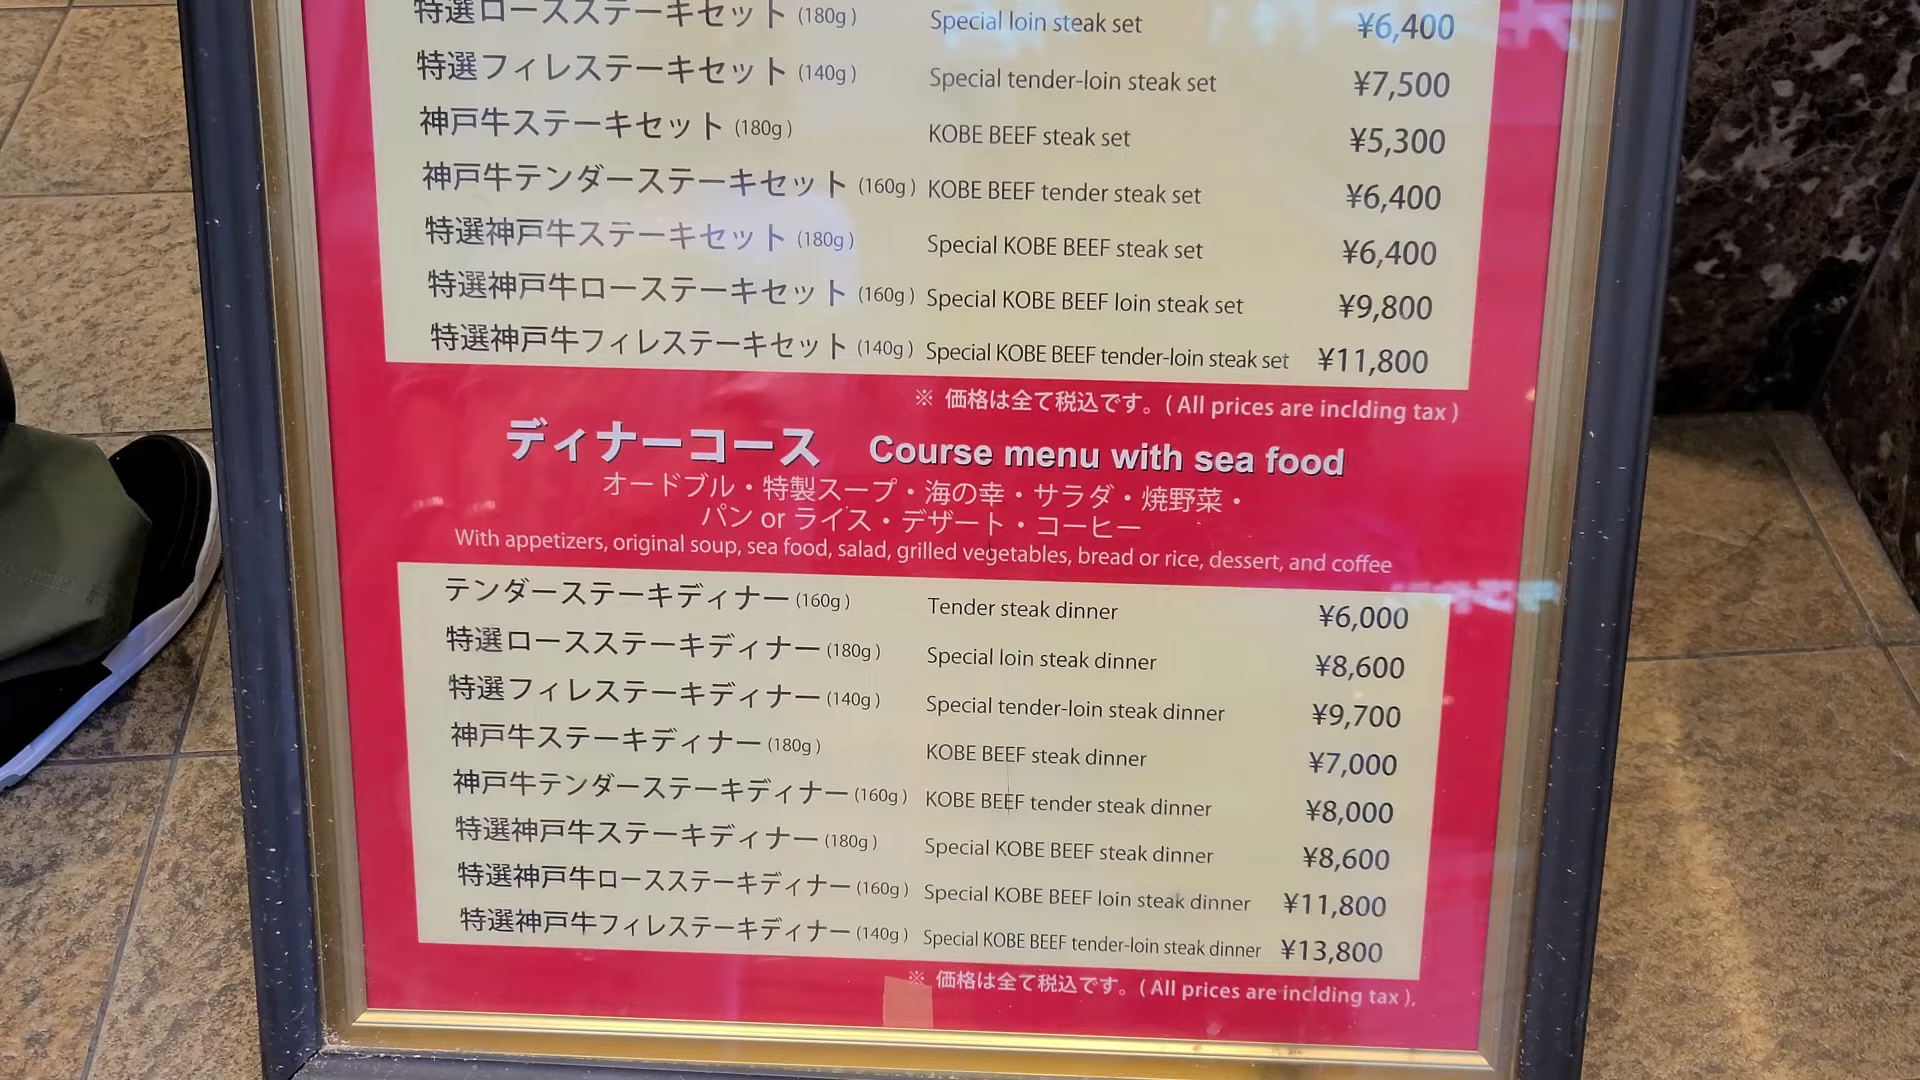 特選ロースステーキセット (180g) Special loin steak set ¥6,400
特選フィレステーキセット (140g) Special tender-loin steak set ¥7,500
神戸牛ステーキセット (180g) KOBE BEEF steak set ¥5,300
神戸牛テンダーステーキセット (160g) KOBE BEEF tender steak set ¥6,400
特選神戸牛ステーキセット (180g) Special KOBE BEEF steak set ¥6,400
特選神戸牛ロースステーキセット (160g) Special KOBE BEEF loin steak set ¥9,800
特選神戸牛フィレステーキセット (140g) Special KOBE BEEF tender-loin steak set ¥11,800
※ 価格は全て税込です。( All prices are inclding tax )
ディナーコース Course menu with sea food
オードブル・特製スープ・海の幸・サラダ・焼野菜・
パン or ライス・デザート・コーヒー
With appetizers, original soup, sea food, salad, grilled vegetables, bread or rice, dessert, and coffee
テンダーステーキディナー (160g) Tender steak dinner ¥6,000
特選ロースステーキディナー (180g) Special loin steak dinner ¥8,600
特選フィレステーキディナー (140g) Special tender-loin steak dinner ¥9,700
神戸牛ステーキディナー (180g) KOBE BEEF steak dinner ¥7,000
神戸牛テンダーステーキディナー (160g) KOBE BEEF tender steak dinner ¥8,000
特選神戸牛ステーキディナー (180g) Special KOBE BEEF steak dinner ¥8,600
特選神戸牛ロースステーキディナー (160g) Special KOBE BEEF loin steak dinner ¥11,800
特選神戸牛フィレステーキディナー (140g) Special KOBE BEEF tender-loin steak dinner ¥13,800
※ 価格は全て税込です。( All prices are inclding tax ).